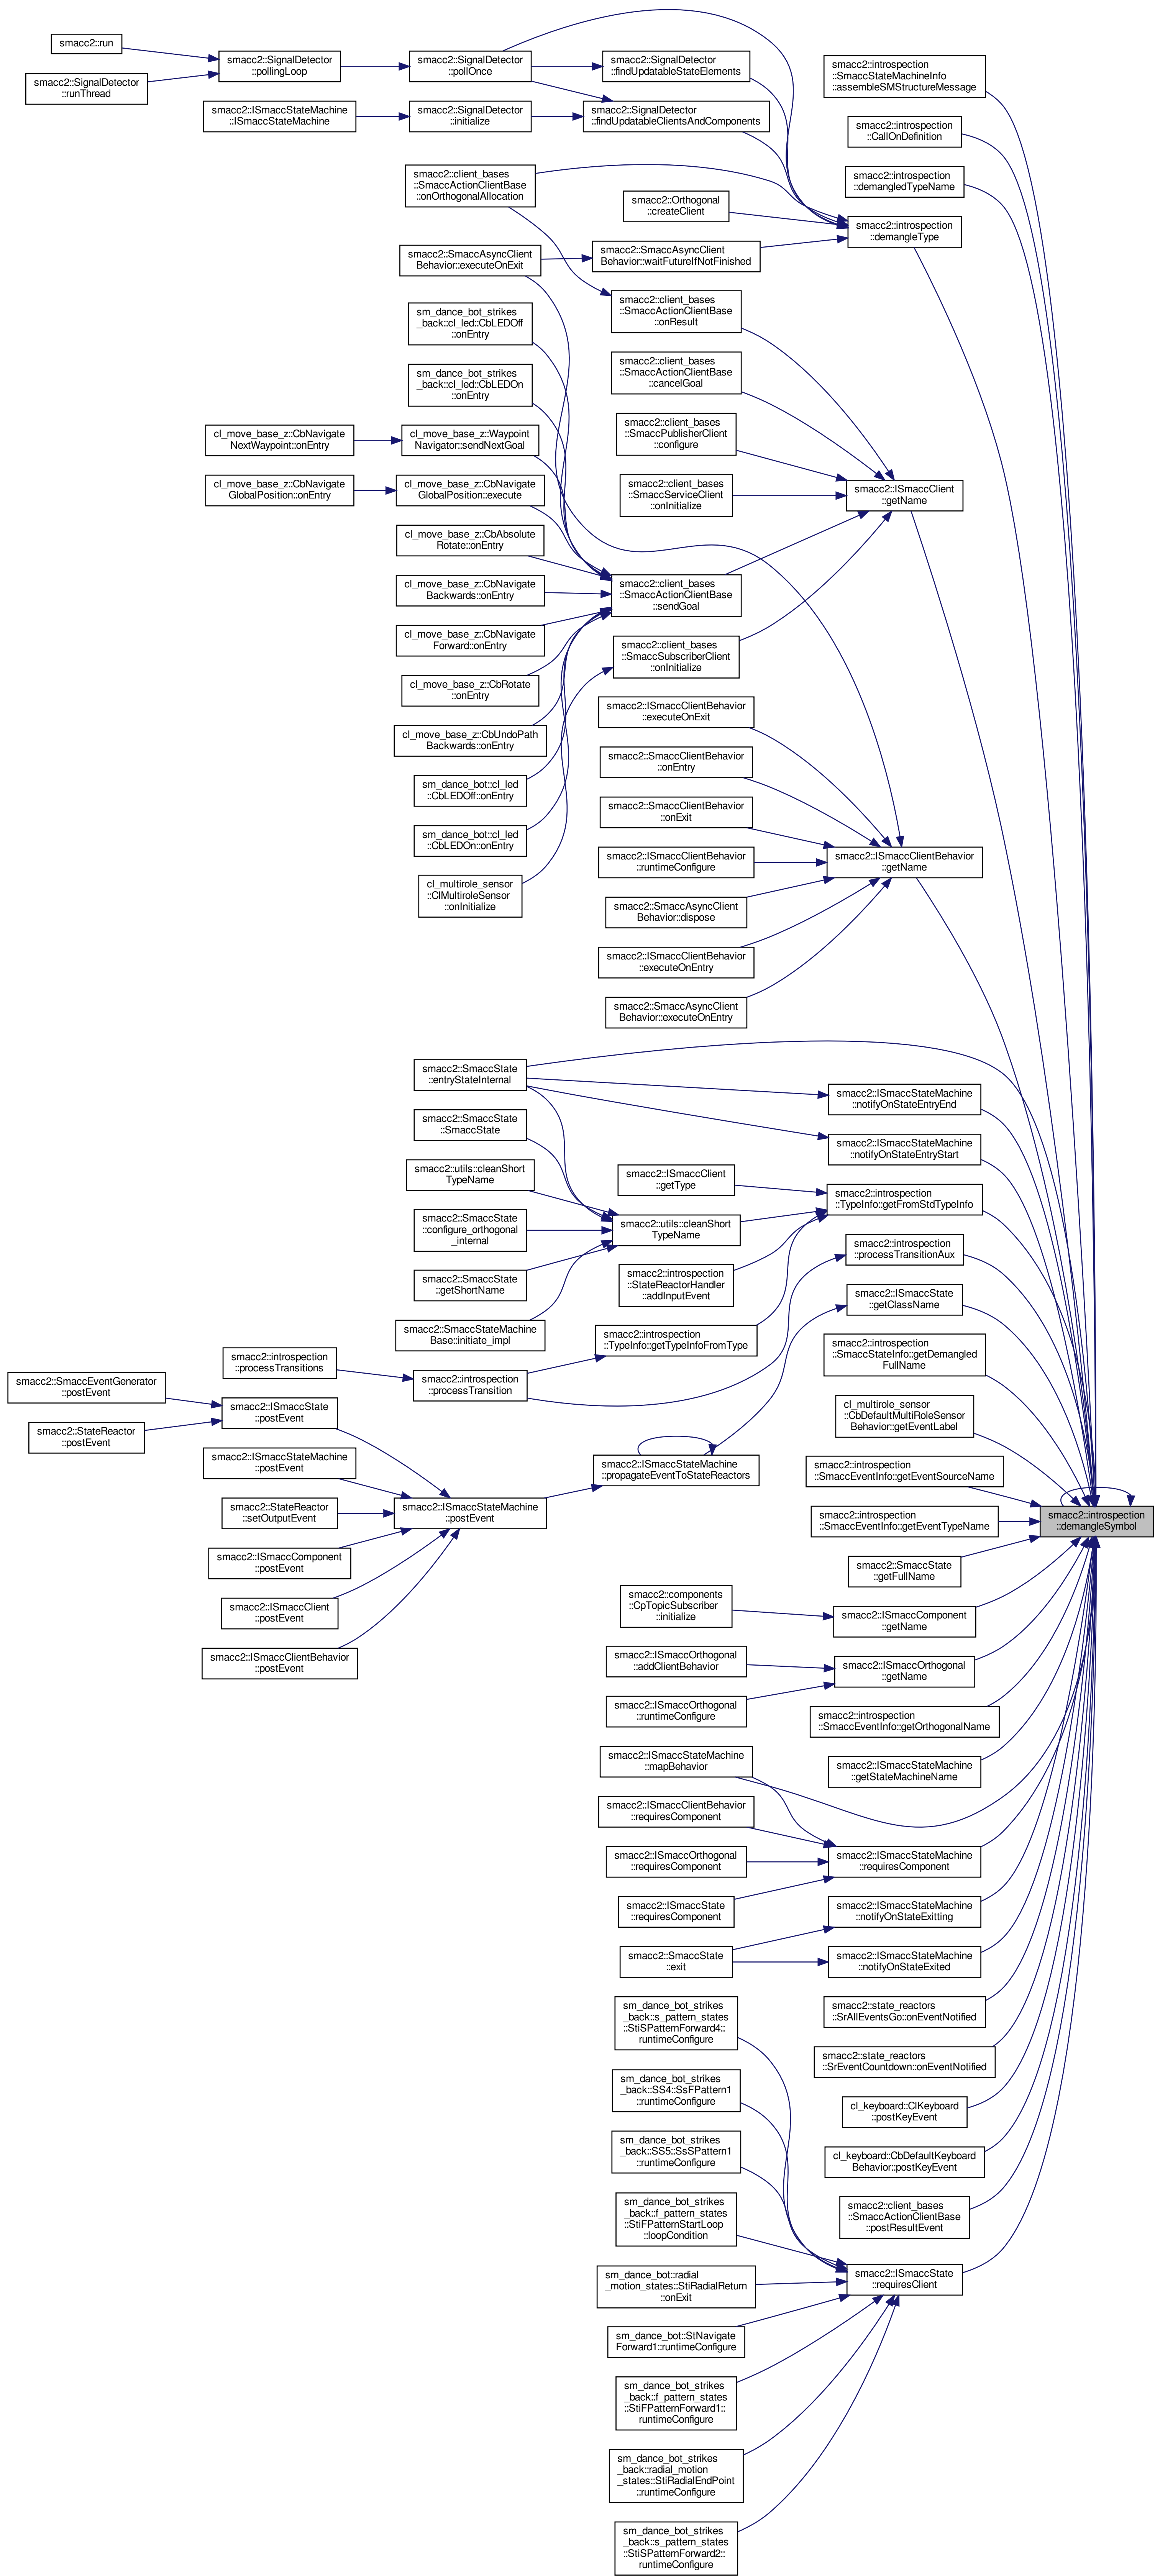 smacc2::run
smacc2::SignalDetector
::runThread
smacc2::SignalDetector
::pollingLoop
smacc2::ISmaccStateMachine
::ISmaccStateMachine
smacc2::SignalDetector
::pollOnce
smacc2::SignalDetector
::initialize
smacc2::SignalDetector
::findUpdatableStateElements
smacc2::SignalDetector
::findUpdatableClientsAndComponents
smacc2::introspection
::SmaccStateMachineInfo
::assembleSMStructureMessage
smacc2::introspection
::CallOnDefinition
smacc2::introspection
::demangledTypeName
smacc2::introspection
::demangleType
smacc2::client_bases
::SmaccActionClientBase
::onOrthogonalAllocation
smacc2::Orthogonal
::createClient
smacc2::SmaccAsyncClient
Behavior::waitFutureIfNotFinished
smacc2::SmaccAsyncClient
Behavior::executeOnExit
sm_dance_bot_strikes
_back::cl_led::CbLEDOff
::onEntry
sm_dance_bot_strikes
_back::cl_led::CbLEDOn
::onEntry
cl_move_base_z::CbNavigate
NextWaypoint::onEntry
cl_move_base_z::Waypoint
Navigator::sendNextGoal
cl_move_base_z::CbNavigate
GlobalPosition::onEntry
cl_move_base_z::CbNavigate
GlobalPosition::execute
cl_move_base_z::CbAbsolute
Rotate::onEntry
cl_move_base_z::CbNavigate
Backwards::onEntry
cl_move_base_z::CbNavigate
Forward::onEntry
cl_move_base_z::CbRotate
::onEntry
cl_move_base_z::CbUndoPath
Backwards::onEntry
sm_dance_bot::cl_led
::CbLEDOff::onEntry
sm_dance_bot::cl_led
::CbLEDOn::onEntry
cl_multirole_sensor
::ClMultiroleSensor
::onInitialize
smacc2::client_bases
::SmaccActionClientBase
::onResult
smacc2::client_bases
::SmaccActionClientBase
::cancelGoal
smacc2::client_bases
::SmaccPublisherClient
::configure
smacc2::client_bases
::SmaccServiceClient
::onInitialize
smacc2::client_bases
::SmaccActionClientBase
::sendGoal
smacc2::client_bases
::SmaccSubscriberClient
::onInitialize
smacc2::ISmaccClient
::getName
smacc2::ISmaccClientBehavior
::executeOnExit
smacc2::SmaccClientBehavior
::onEntry
smacc2::SmaccClientBehavior
::onExit
smacc2::ISmaccClientBehavior
::runtimeConfigure
smacc2::SmaccAsyncClient
Behavior::dispose
smacc2::ISmaccClientBehavior
::executeOnEntry
smacc2::SmaccAsyncClient
Behavior::executeOnEntry
smacc2::ISmaccClientBehavior
::getName
smacc2::SmaccState
::entryStateInternal
smacc2::SmaccState
::SmaccState
smacc2::utils::cleanShort
TypeName
smacc2::SmaccState
::configure_orthogonal
_internal
smacc2::SmaccState
::getShortName
smacc2::SmaccStateMachine
Base::initiate_impl
smacc2::ISmaccStateMachine
::notifyOnStateEntryEnd
smacc2::ISmaccStateMachine
::notifyOnStateEntryStart
smacc2::ISmaccClient
::getType
smacc2::utils::cleanShort
TypeName
smacc2::introspection
::StateReactorHandler
::addInputEvent
smacc2::introspection
::TypeInfo::getTypeInfoFromType
smacc2::introspection
::TypeInfo::getFromStdTypeInfo
smacc2::introspection
::processTransitionAux
smacc2::ISmaccState
::getClassName
smacc2::introspection
::SmaccStateInfo::getDemangled
FullName
cl_multirole_sensor
::CbDefaultMultiRoleSensor
Behavior::getEventLabel
smacc2::introspection
::SmaccEventInfo::getEventSourceName
smacc2::introspection
::SmaccEventInfo::getEventTypeName
smacc2::SmaccState
::getFullName
smacc2::introspection
::demangleSymbol
smacc2::introspection
::processTransitions
smacc2::introspection
::processTransition
smacc2::SmaccEventGenerator
::postEvent
smacc2::StateReactor
::postEvent
smacc2::ISmaccState
::postEvent
smacc2::ISmaccStateMachine
::postEvent
smacc2::StateReactor
::setOutputEvent
smacc2::ISmaccComponent
::postEvent
smacc2::ISmaccClient
::postEvent
smacc2::ISmaccClientBehavior
::postEvent
smacc2::ISmaccStateMachine
::postEvent
smacc2::ISmaccStateMachine
::propagateEventToStateReactors
smacc2::components
::CpTopicSubscriber
::initialize
smacc2::ISmaccComponent
::getName
smacc2::ISmaccOrthogonal
::addClientBehavior
smacc2::ISmaccOrthogonal
::runtimeConfigure
smacc2::ISmaccOrthogonal
::getName
smacc2::introspection
::SmaccEventInfo::getOrthogonalName
smacc2::ISmaccStateMachine
::getStateMachineName
smacc2::ISmaccStateMachine
::mapBehavior
smacc2::ISmaccClientBehavior
::requiresComponent
smacc2::ISmaccOrthogonal
::requiresComponent
smacc2::ISmaccState
::requiresComponent
smacc2::ISmaccStateMachine
::requiresComponent
smacc2::SmaccState
::exit
smacc2::ISmaccStateMachine
::notifyOnStateExitting
smacc2::ISmaccStateMachine
::notifyOnStateExited
smacc2::state_reactors
::SrAllEventsGo::onEventNotified
smacc2::state_reactors
::SrEventCountdown::onEventNotified
cl_keyboard::ClKeyboard
::postKeyEvent
cl_keyboard::CbDefaultKeyboard
Behavior::postKeyEvent
smacc2::client_bases
::SmaccActionClientBase
::postResultEvent
smacc2::ISmaccState
::requiresClient
sm_dance_bot_strikes
_back::s_pattern_states
::StiSPatternForward4::
runtimeConfigure
sm_dance_bot_strikes
_back::SS4::SsFPattern1
::runtimeConfigure
sm_dance_bot_strikes
_back::SS5::SsSPattern1
::runtimeConfigure
sm_dance_bot_strikes
_back::f_pattern_states
::StiFPatternStartLoop
::loopCondition
sm_dance_bot::radial
_motion_states::StiRadialReturn
::onExit
sm_dance_bot::StNavigate
Forward1::runtimeConfigure
sm_dance_bot_strikes
_back::f_pattern_states
::StiFPatternForward1::
runtimeConfigure
sm_dance_bot_strikes
_back::radial_motion
_states::StiRadialEndPoint
::runtimeConfigure
sm_dance_bot_strikes
_back::s_pattern_states
::StiSPatternForward2::
runtimeConfigure